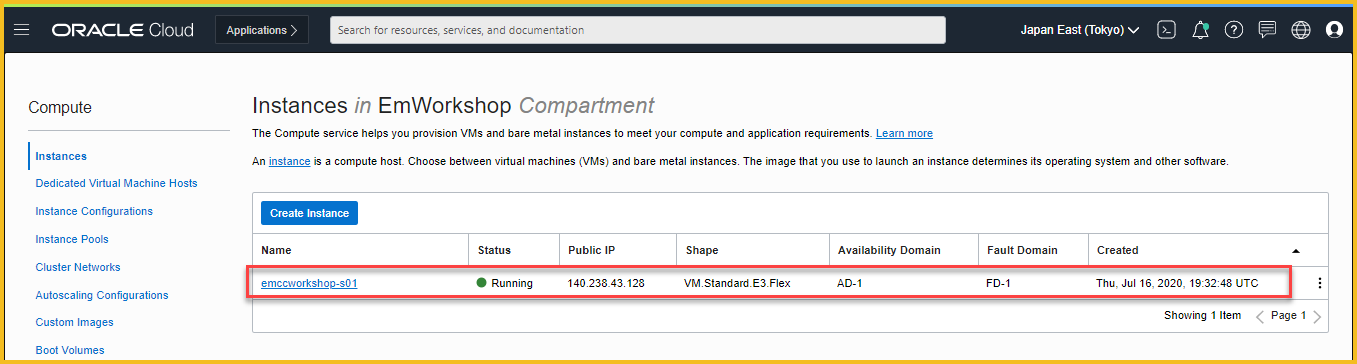 ORACLE Cloud
Applications
Search for resources, services, and documentation
Japan East (Tokyo)
Compute
Instances
Dedicated Virtual Machine Hosts
Instance Configurations
Instance Pools
Cluster Networks
Autoscaling Configurations
Custom Images
Boot Volumes
Instances in EmWorkshop Compartment
The Compute service helps you provision VMs and bare metal instances to meet your compute and application requirements. Learn more
An instance is a compute host. Choose between virtual machines (VMs) and bare metal instances. The image that you use to launch an instance determines its operating system and other software.
Create Instance
Name Status Public IP Shape Availability Domain Fault Domain Created
emccworkshop-s01 Running 140.238.43.128 VM.Standard.E3.Flex AD-1 FD-1 Thu, Jul 16, 2020, 19:32:48 UTC
Showing 1 Item Page 1